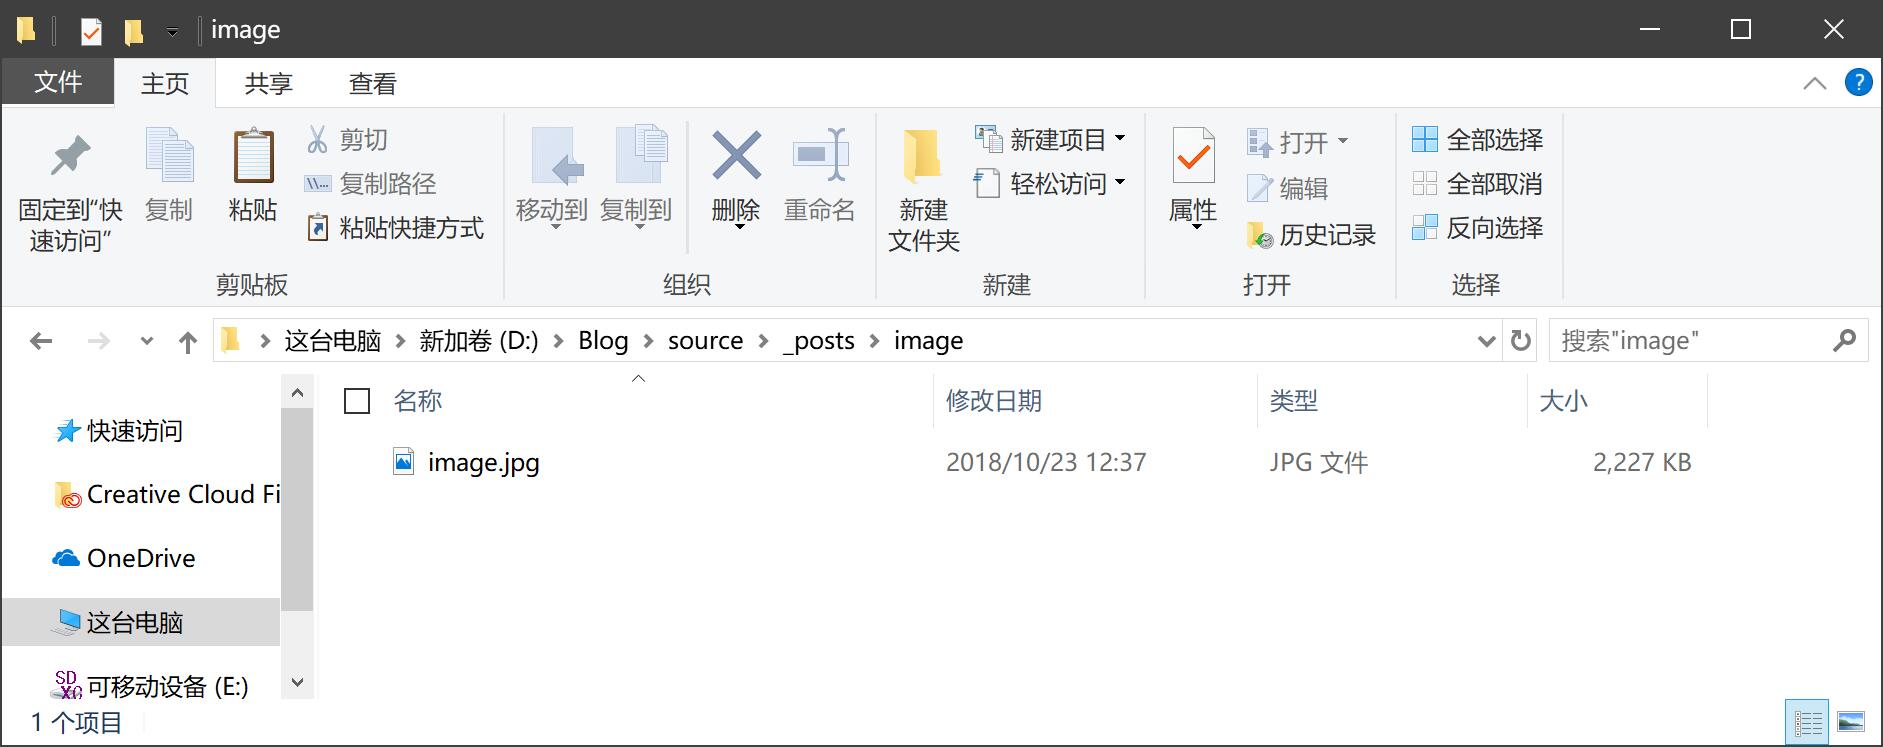 image
文件 主页 共享 查看
固定到“快速访问”
复制
粘贴
剪切
复制路径
粘贴快捷方式
剪贴板
移动到
复制到
删除
重命名
组织
新建文件夹
新建项目
轻松访问
新建
属性
打开
编辑
历史记录
打开
全部选择
全部取消
反向选择
选择
这台电脑 新加卷 (D:) Blog source _posts image
搜索"image"
名称 修改日期 类型 大小
image.jpg 2018/10/23 12:37 JPG 文件 2,227 KB
快速访问
Creative Cloud Fi
OneDrive
这台电脑
可移动设备 (E:)
1 个项目